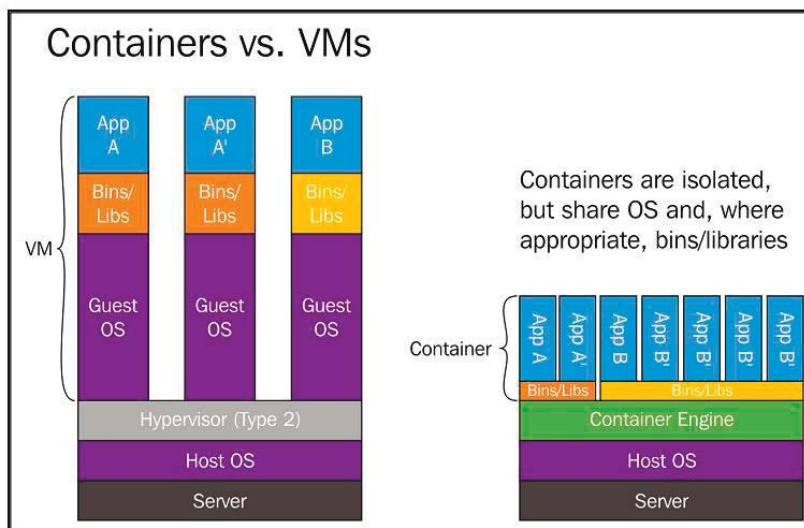 Containers vs. VMs
App
A
App
A'
App
B
Bins/
Libs
Bins/
Libs
Bins/
Libs
VM
Guest
OS
Guest
OS
Guest
OS
Hypervisor (Type 2)
Host OS
Server
Containers are isolated,
but share OS and, where
appropriate, bins/libraries
Container
App A
App A'
App B
App B'
App B'
App B'
App B'
Bins/Libs
Bins/Libs
Container Engine
Host OS
Server